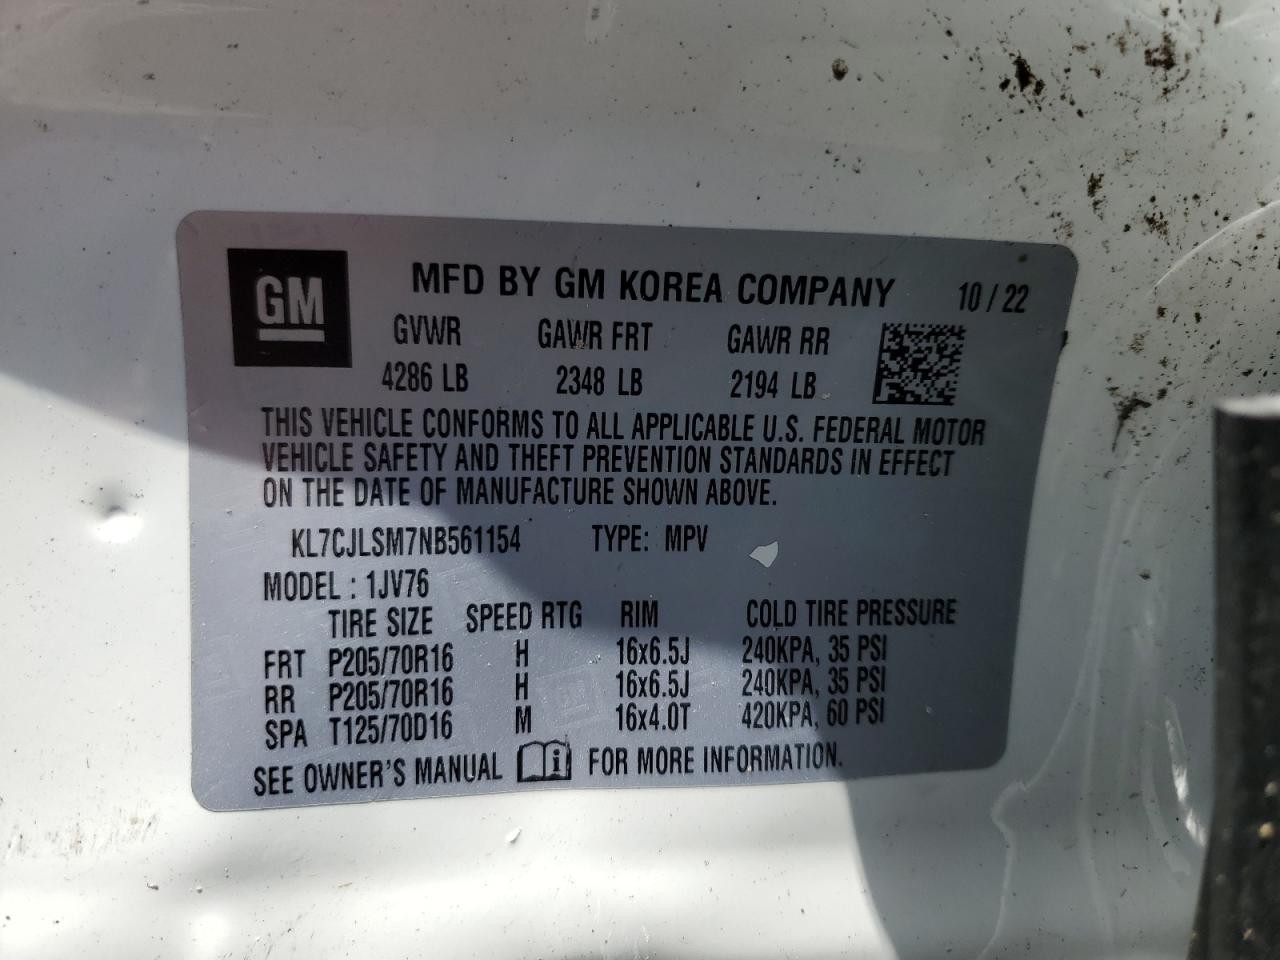 GM
MFD BY GM KOREA COMPANY 10/22
GVWR GAWR FRT GAWR RR
4286 LB 2348 LB 2194 LB
THIS VEHICLE CONFORMS TO ALL APPLICABLE U.S. FEDERAL MOTOR
VEHICLE SAFETY AND THEFT PREVENTION STANDARDS IN EFFECT
ON THE DATE OF MANUFACTURE SHOWN ABOVE.
KL7CJLSM7NB561154 TYPE: MPV
MODEL : 1JV76
TIRE SIZE SPEED RTG RIM COLD TIRE PRESSURE
FRT P205/70R16 H 16x6.5J 240KPA, 35 PSI
RR P205/70R16 H 16x6.5J 240KPA, 35 PSI
SPA T125/70D16 M 16x4.0T 420KPA, 60 PSI
SEE OWNER'S MANUAL i FOR MORE INFORMATION.